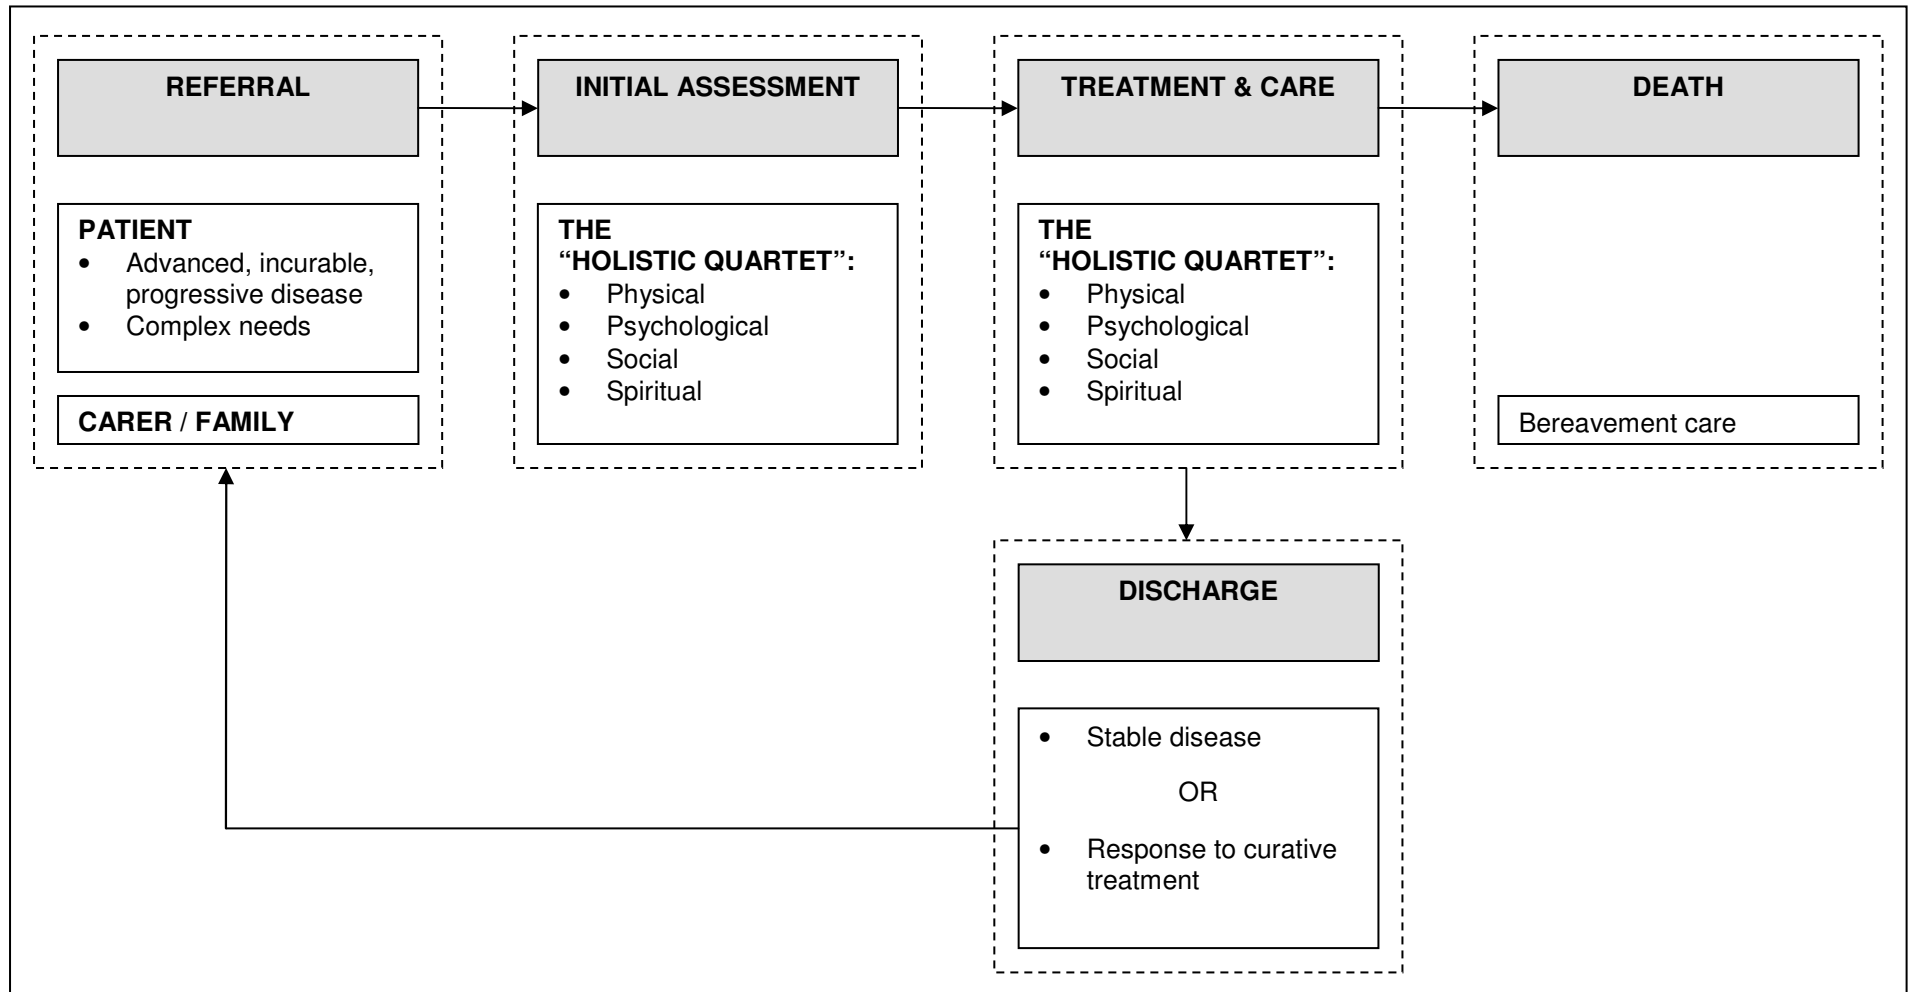 REFERRAL
PATIENT
• Advanced, incurable,
progressive disease
• Complex needs
CARER / FAMILY
INITIAL ASSESSMENT
THE
“HOLISTIC QUARTET”:
• Physical
• Psychological
• Social
• Spiritual
TREATMENT & CARE
THE
“HOLISTIC QUARTET”:
• Physical
• Psychological
• Social
• Spiritual
DEATH
Bereavement care
DISCHARGE
• Stable disease
OR
• Response to curative
treatment